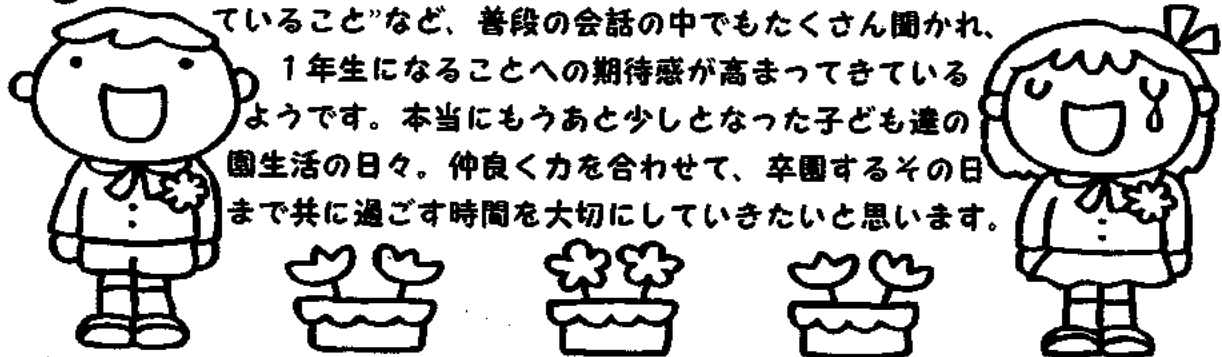 ていること”など、普段の会話の中でもたくさん聞かれ、
1年生になることへの期待感が高まってきている
ようです。本当にもうあと少しとなった子ども達の
園生活の日々。仲良く力を合わせて、卒園するその日
まで共に過ごす時間を大切にしていきたいと思います。